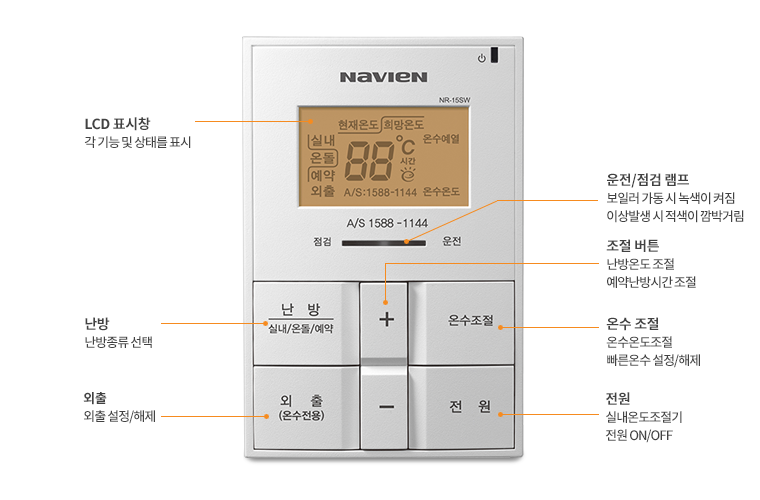 NAVIEN
NR-15SW
LCD 표시창
각 기능 및 상태를 표시
현재온도 희망온도
실내 °C 온수예열
온돌 88 시간
예약
외출 A/S:1588-1144 온수온도
A/S 1588 -1144
점검 운전
운전/점검 램프
보일러 가동 시 녹색이 켜짐
이상발생 시 적색이 깜박거림
조절 버튼
난방온도 조절
예약난방시간 조절
난방
난방종류 선택
난 방
실내/온돌/예약
+
온수조절
온수 조절
온수온도조절
빠른온수 설정/해제
외출
외출 설정/해제
외 출
(온수전용)
−
전 원
전원
실내온도조절기
전원 ON/OFF